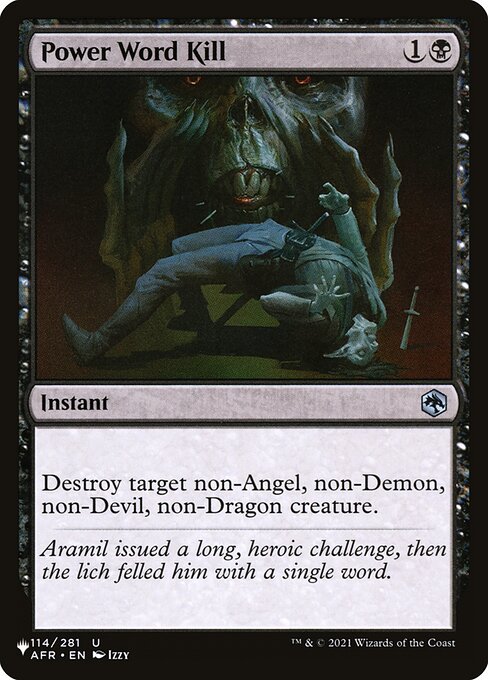 Power Word Kill 1
Instant
Destroy target non-Angel, non-Demon,
non-Devil, non-Dragon creature.
Aramil issued a long, heroic challenge, then
the lich felled him with a single word.
114/281 U
AFR • EN Izzy
™ & © 2021 Wizards of the Coast